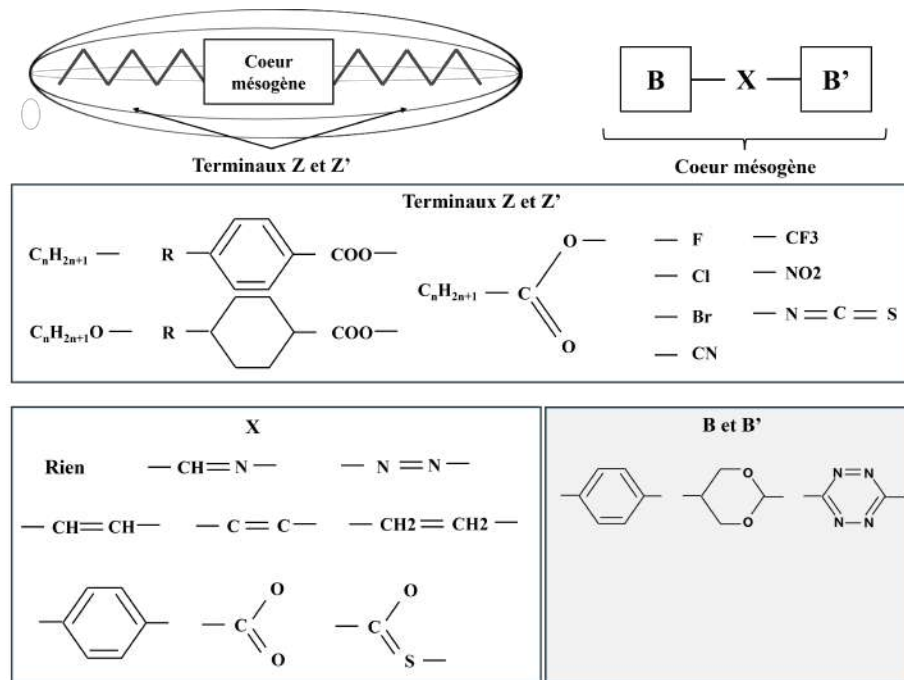 Coeur
mésogène
B — X — B'
Terminaux Z et Z'
Coeur mésogène
Terminaux Z et Z'
CnH2n+1 —
R
COO —
O —
CnH2n+1 — C
O
— F
— Cl
— Br
— CN
— CF3
— NO2
— N = C = S
CnH2n+1O —
R
COO —
X
Rien
— CH = N —
— N = N —
— CH = CH —
— C = C —
— CH2 = CH2 —
— C
O
O
— C
O
S —
B et B'
O
O
N = N
N = N